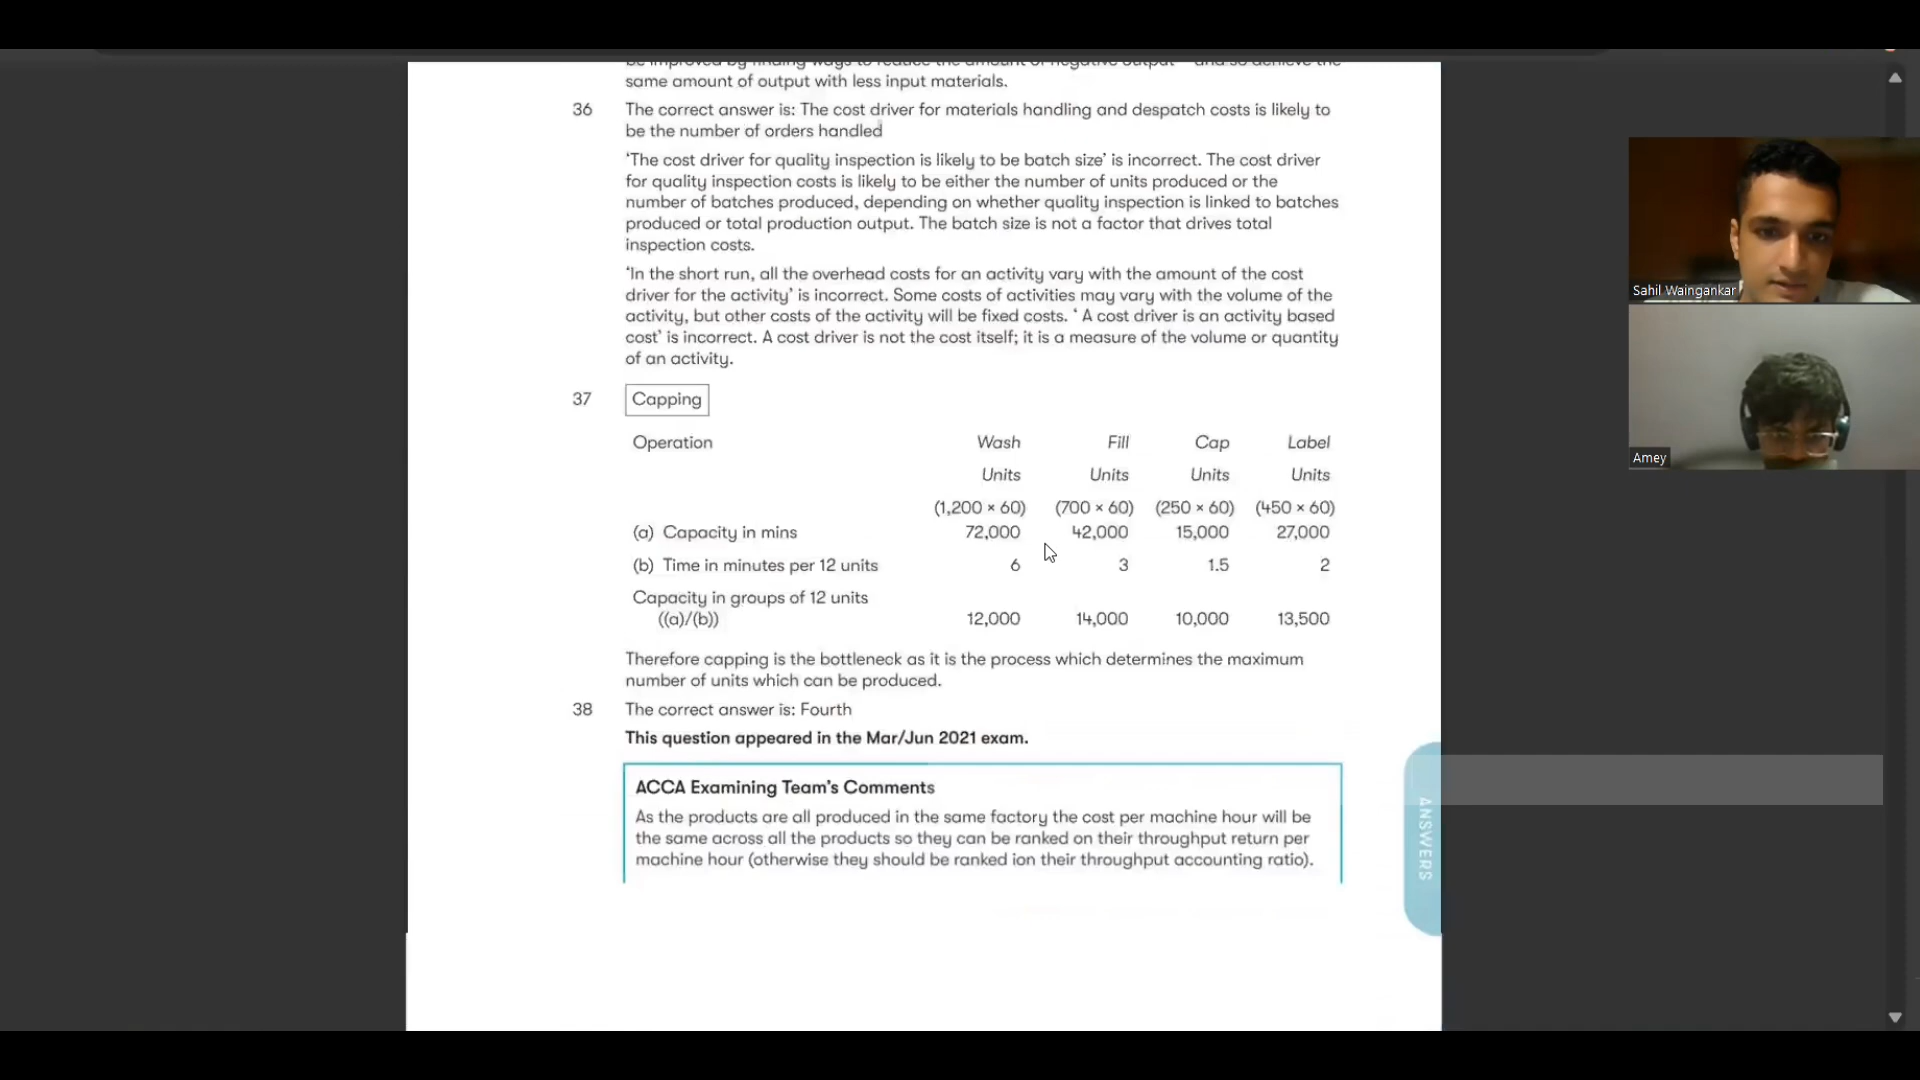 same amount of output with less input materials.
36 The correct answer is: The cost driver for materials handling and despatch costs is likely to
be the number of orders handled
‘The cost driver for quality inspection is likely to be batch size’ is incorrect. The cost driver
for quality inspection costs is likely to be either the number of units produced or the
number of batches produced, depending on whether quality inspection is linked to batches
produced or total production output. The batch size is not a factor that drives total
inspection costs.
‘In the short run, all the overhead costs for an activity vary with the amount of the cost
driver for the activity’ is incorrect. Some costs of activities may vary with the volume of the
activity, but other costs of the activity will be fixed costs. ‘ A cost driver is an activity based
cost’ is incorrect. A cost driver is not the cost itself; it is a measure of the volume or quantity
of an activity.
37 Capping
Operation Wash Fill Cap Label
Units Units Units Units
(1,200 × 60) (700 × 60) (250 × 60) (450 × 60)
(a) Capacity in mins 72,000 42,000 15,000 27,000
(b) Time in minutes per 12 units 6 3 1.5 2
Capacity in groups of 12 units
((a)/(b)) 12,000 14,000 10,000 13,500
Therefore capping is the bottleneck as it is the process which determines the maximum
number of units which can be produced.
38 The correct answer is: Fourth
This question appeared in the Mar/Jun 2021 exam.
ACCA Examining Team’s Comments
As the products are all produced in the same factory the cost per machine hour will be
the same across all the products so they can be ranked on their throughput return per
machine hour (otherwise they should be ranked ion their throughput accounting ratio).
ANSWERS
Sahil Waingankar
Amey